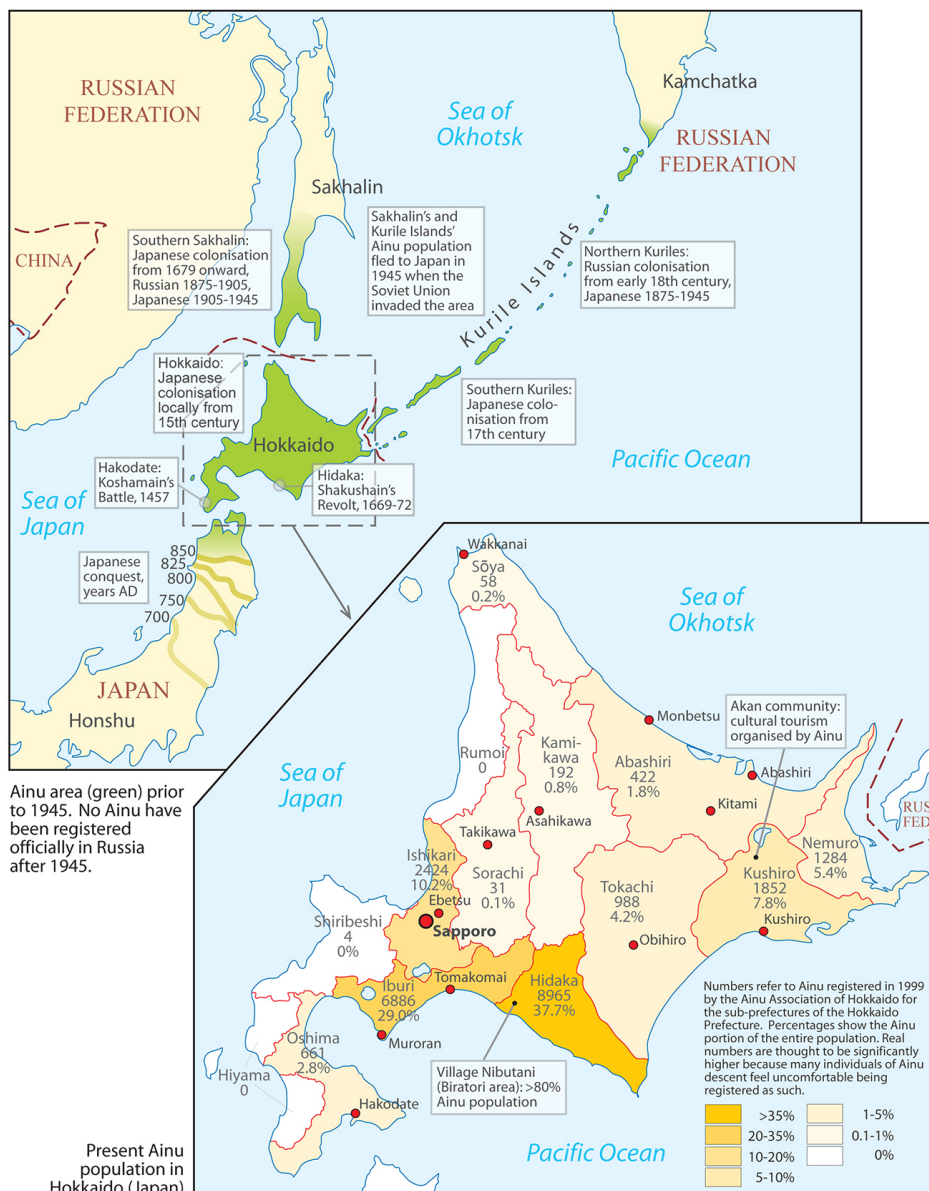 RUSSIAN
FEDERATION
Sea of
Okhotsk
Kamchatka
RUSSIAN
FEDERATION
Sakhalin
CHINA
Southern Sakhalin:
Japanese colonisation
from 1679 onward,
Russian 1875-1905,
Japanese 1905-1945
Sakhalin's and
Kurile Islands'
Ainu population
fled to Japan in
1945 when the
Soviet Union
invaded the area
Kurile Islands
Northern Kuriles:
Russian colonisation
from early 18th century,
Japanese 1875-1945
Hokkaido:
Japanese
colonisation
locally from
15th century
Southern Kuriles:
Japanese colo-
nisation from
17th century
Hokkaido
Hakodate:
Koshamain's
Battle, 1457
Hidaka:
Shakushain's
Revolt, 1669-72
Pacific Ocean
Sea of
Japan
Japanese
conquest,
years AD
850
825
800
750
700
JAPAN
Honshu
Ainu area (green) prior
to 1945. No Ainu have
been registered
officially in Russia
after 1945.
Wakkanai
Sōya
58
0.2%
Sea of
Okhotsk
Sea of
Japan
Rumoi
0
Kami-
kawa
192
0.8%
Monbetsu
Akan community:
cultural tourism
organised by Ainu
Abashiri
422
1.8%
Abashiri
Kitami
Asahikawa
Takikawa
RUS
FED
Nemuro
1284
5.4%
Ishikari
2424
10.2%
Ebetsu
Sapporo
Sorachi
31
0.1%
Tokachi
988
4.2%
Obihiro
Kushiro
1852
7.8%
Kushiro
Shiribeshi
4
0%
Iburi
6886
29.0%
Tomakomai
Muroran
Hidaka
8965
37.7%
Oshima
661
2.8%
Hiyama
0
Hakodate
Village Nibutani
(Biratori area): >80%
Ainu population
Pacific Ocean
Numbers refer to Ainu registered in 1999
by the Ainu Association of Hokkaido for
the sub-prefectures of the Hokkaido
Prefecture. Percentages show the Ainu
portion of the entire population. Real
numbers are thought to be significantly
higher because many individuals of Ainu
descent feel uncomfortable being
registered as such.
>35%
20-35%
10-20%
5-10%
1-5%
0.1-1%
0%
Present Ainu
population in
Hokkaido (Japan)